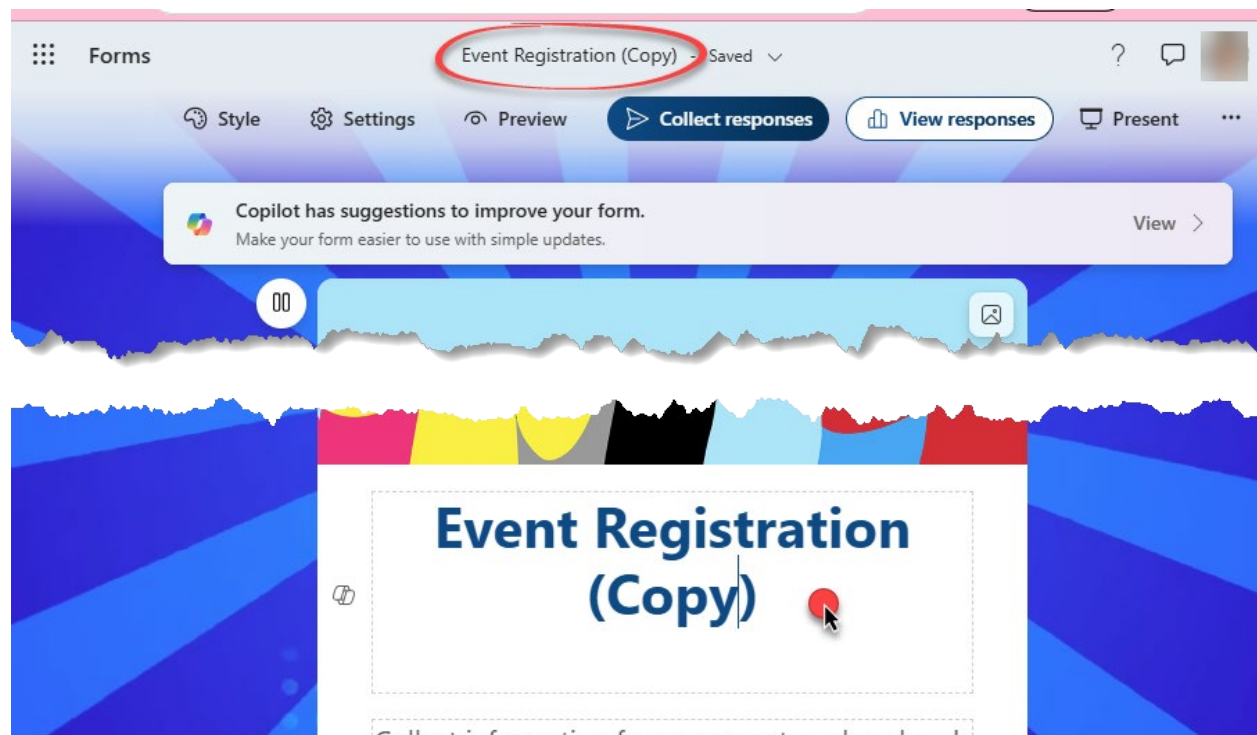 Forms
Event Registration (Copy) - Saved
Style Settings Preview Collect responses View responses Present
Copilot has suggestions to improve your form.
Make your form easier to use with simple updates.
View
Event Registration
(Copy)